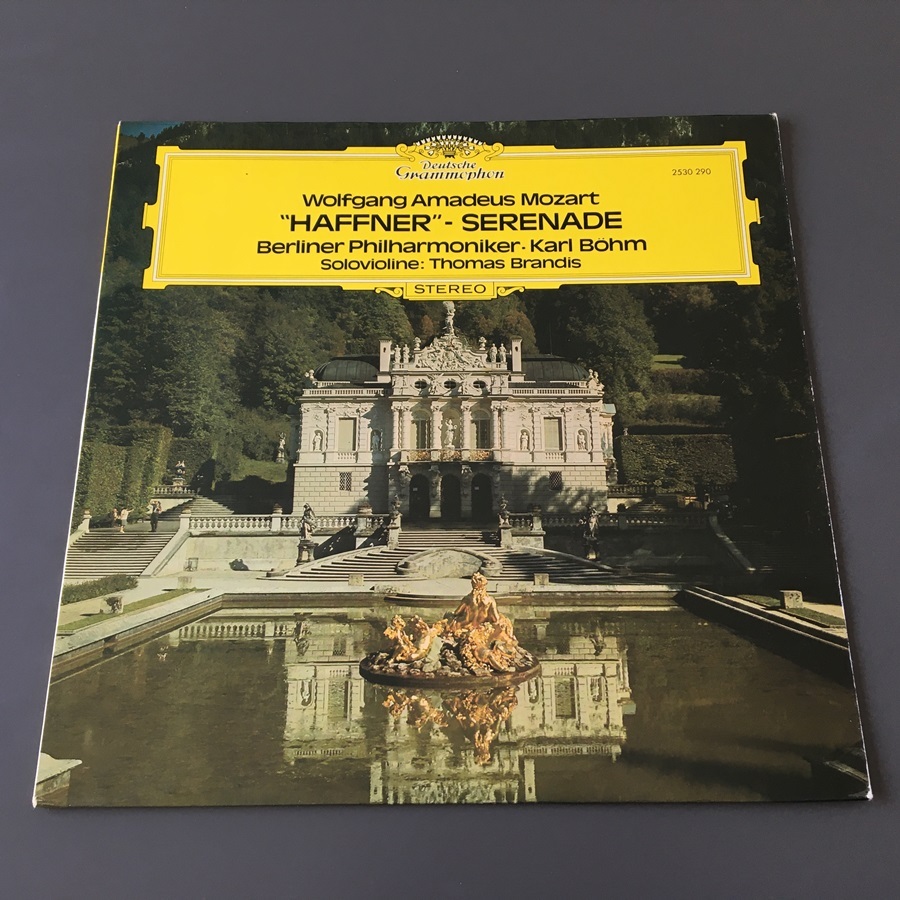 Deutsche
Grammophon
2530 290
Wolfgang Amadeus Mozart
"HAFFNER"- SERENADE
Berliner Philharmoniker · Karl Böhm
Solovioline: Thomas Brandis
STEREO